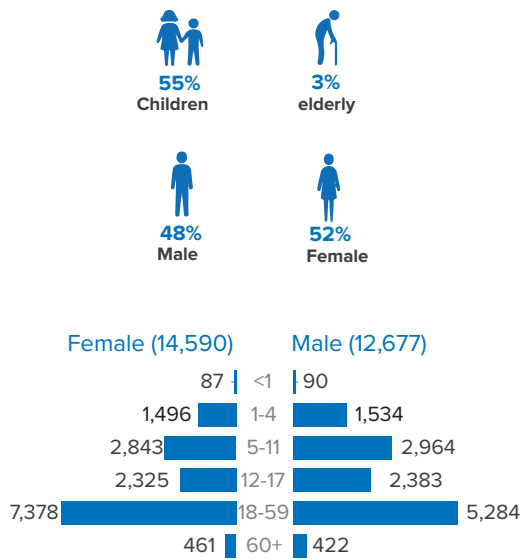 55% 3%
Children elderly
48% 52%
Male Female
Female (14,590) Male (12,677)
87 <1 90
1,496 1-4 1,534
2,843 5-11 2,964
2,325 12-17 2,383
7,378 18-59 5,284
461 60+ 422